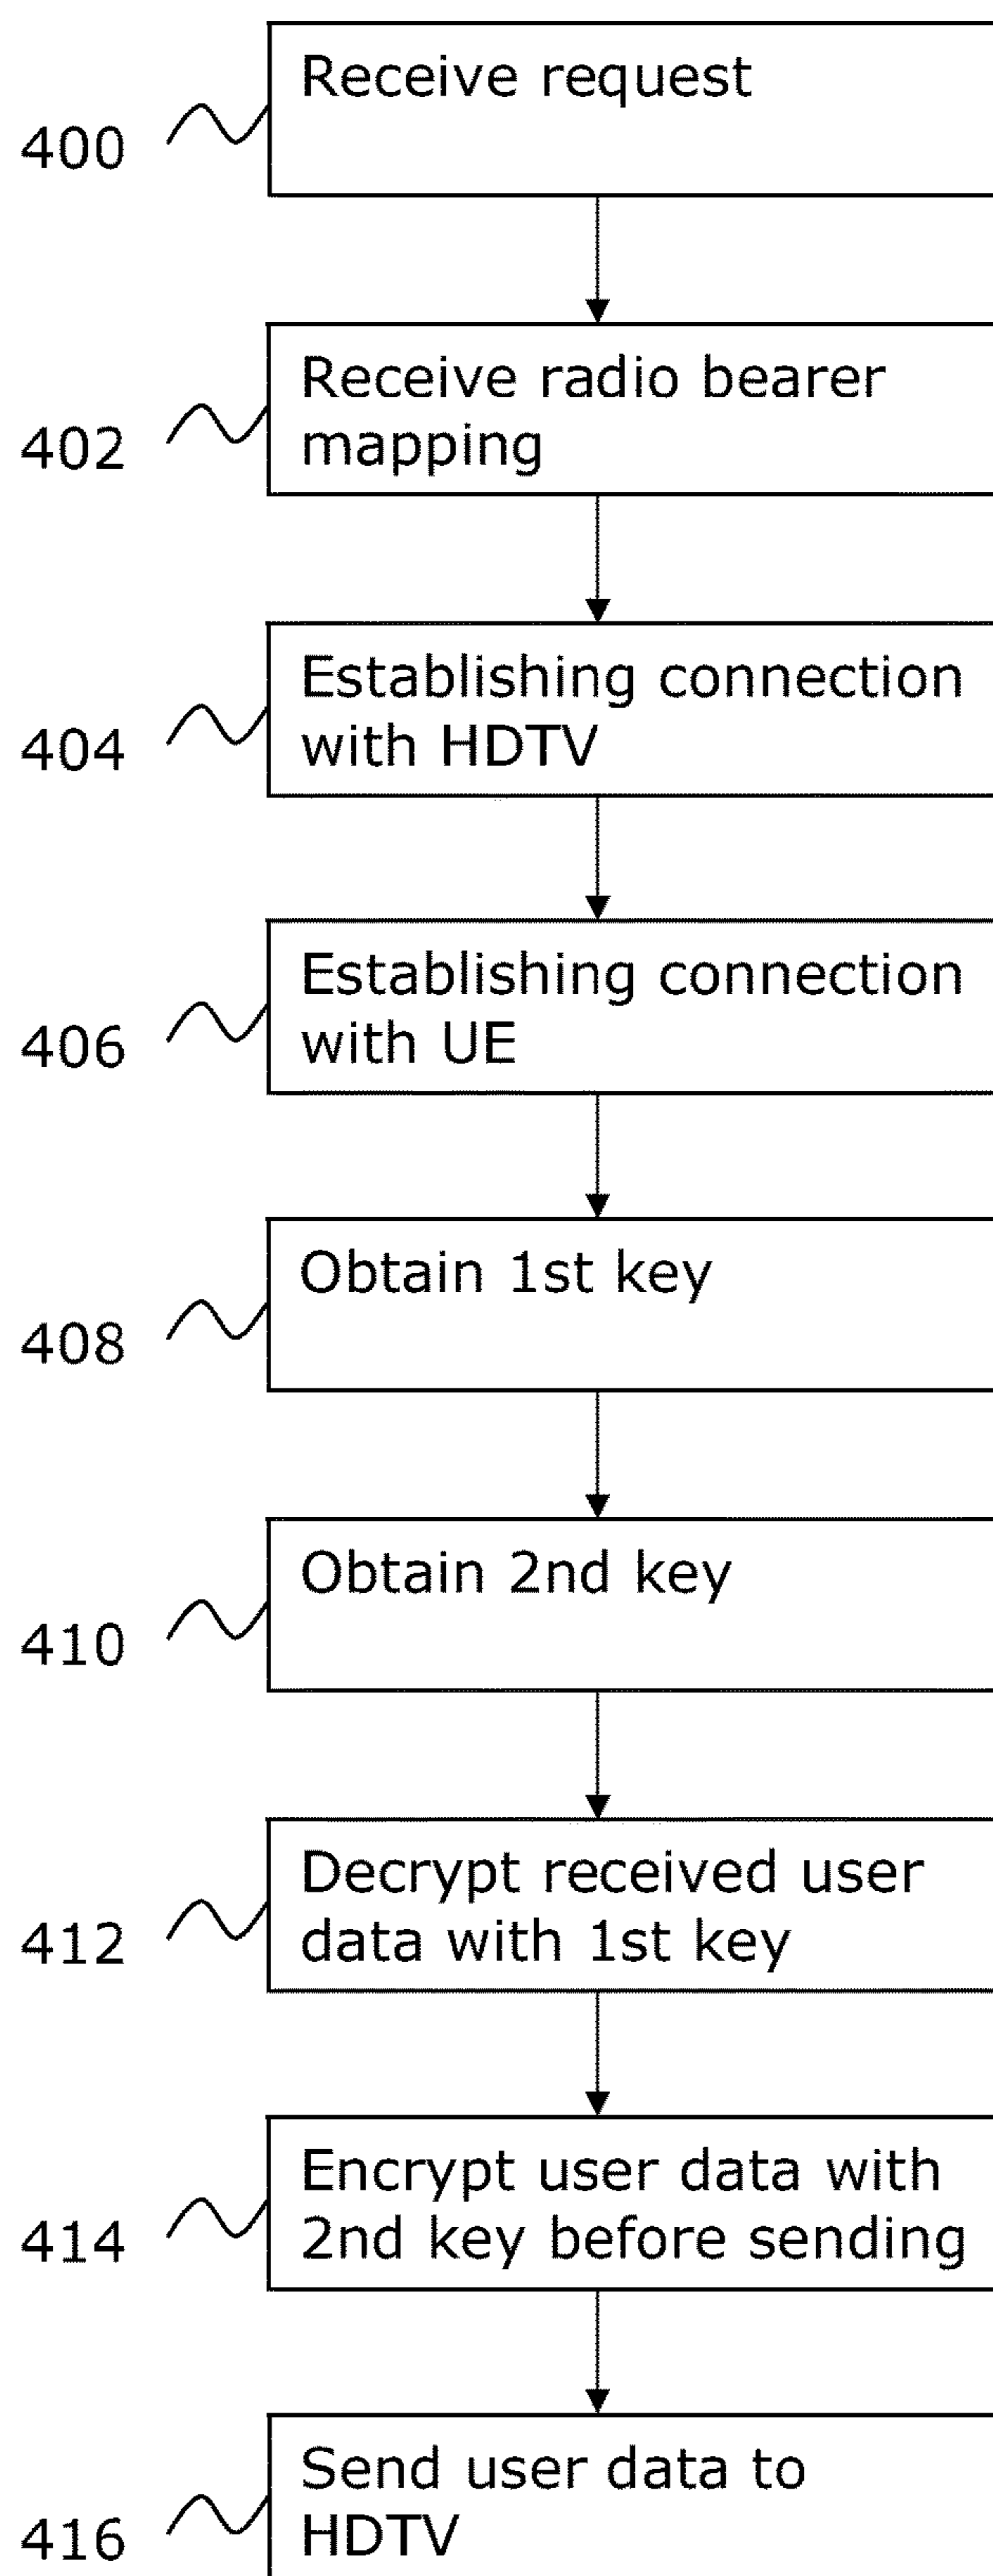 Receive request
400
Receive radio bearer
mapping
402
Establishing connection
with HDTV
404
Establishing connection
with UE
406
Obtain 1st key
408
Obtain 2nd key
410
Decrypt received user
data with 1st key
412
Encrypt user data with
2nd key before sending
414
Send user data to
HDTV
416